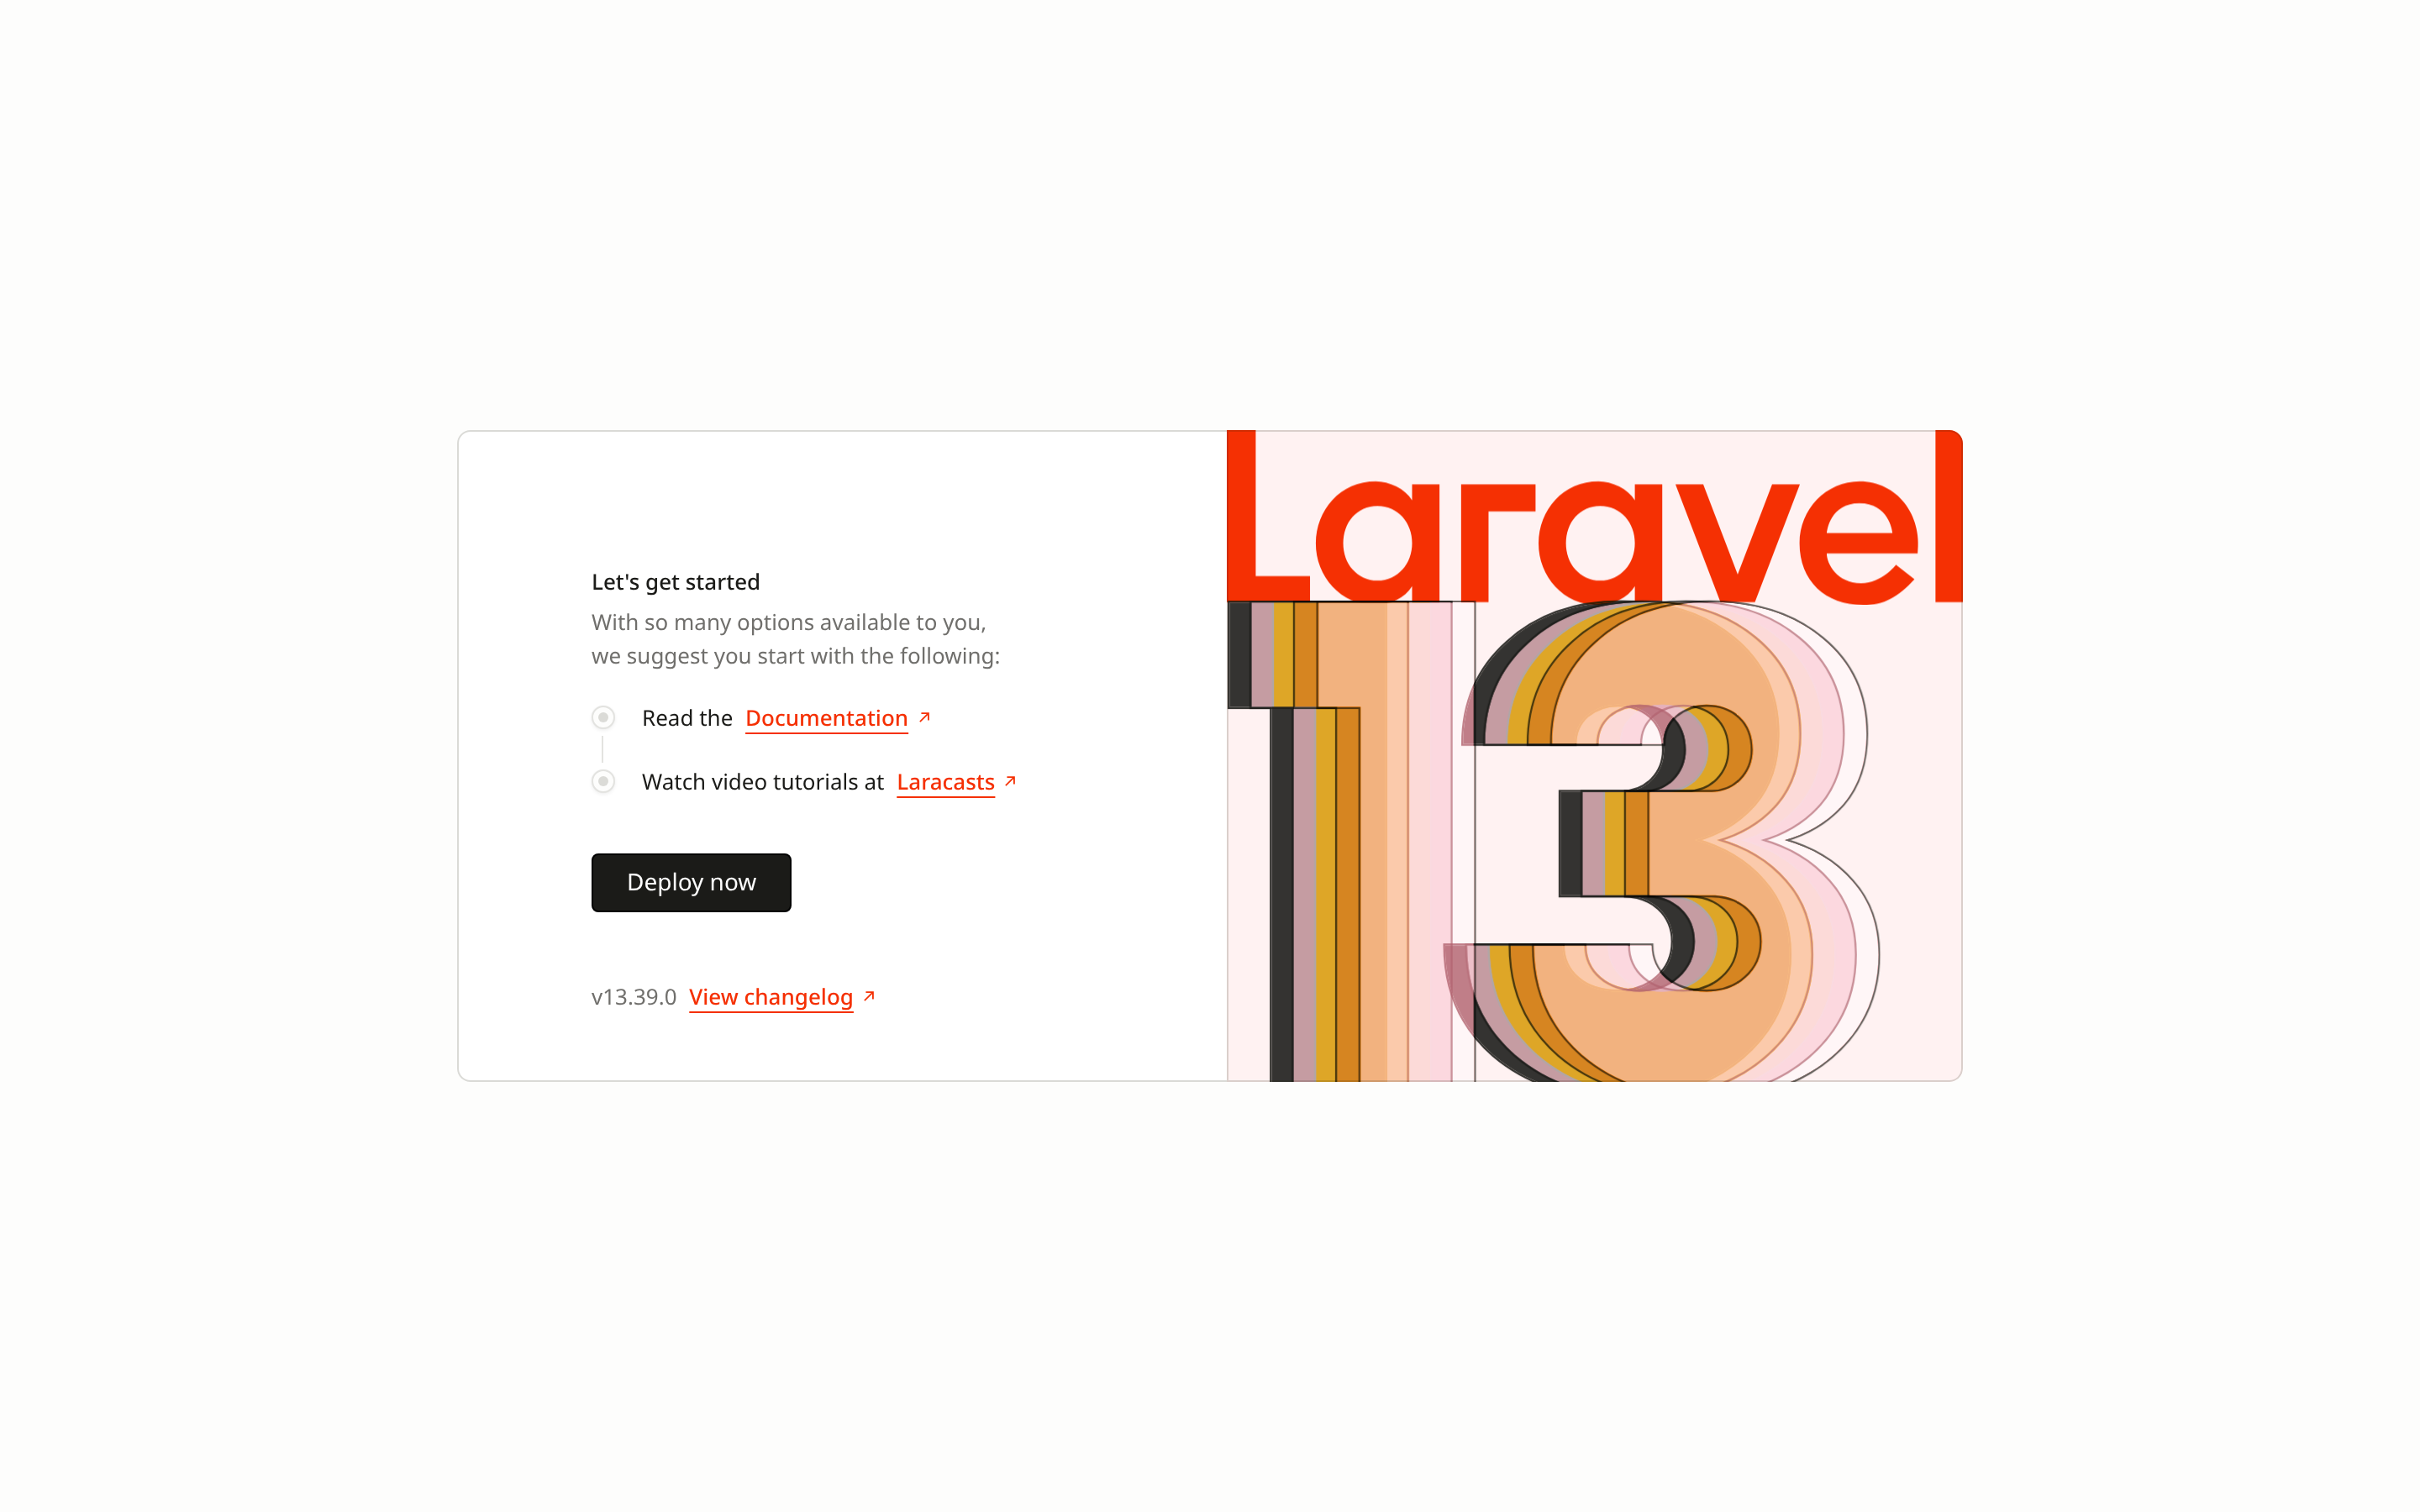 Let's get started
With so many options available to you,
we suggest you start with the following:
Read the Documentation
Watch video tutorials at Laracasts
Deploy now
v13.39.0 View changelog
Laravel
13